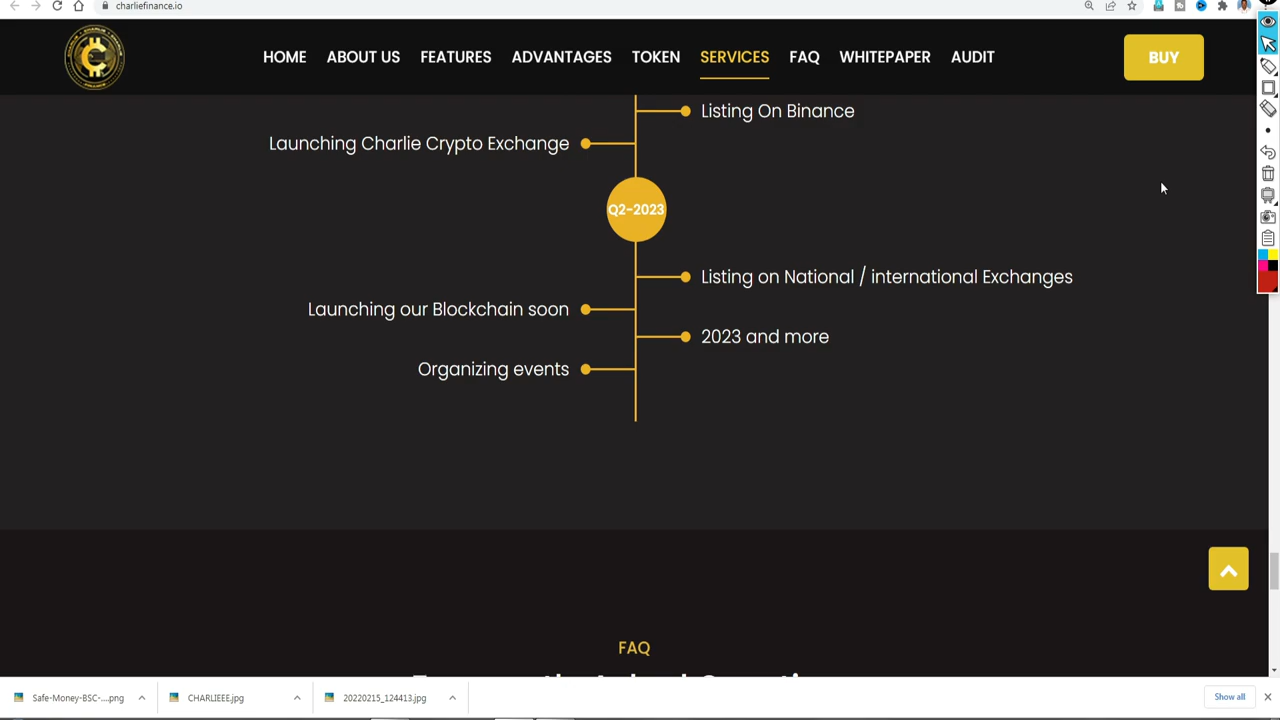 charliefinance.io
HOME ABOUT US FEATURES ADVANTAGES TOKEN SERVICES FAQ WHITEPAPER AUDIT BUY
Listing On Binance
Launching Charlie Crypto Exchange
Q2-2023
Listing on National / international Exchanges
Launching our Blockchain soon
2023 and more
Organizing events
FAQ
Safe-Money-BSC-....png CHARLIEEE.jpg 20220215_124413.jpg Show all